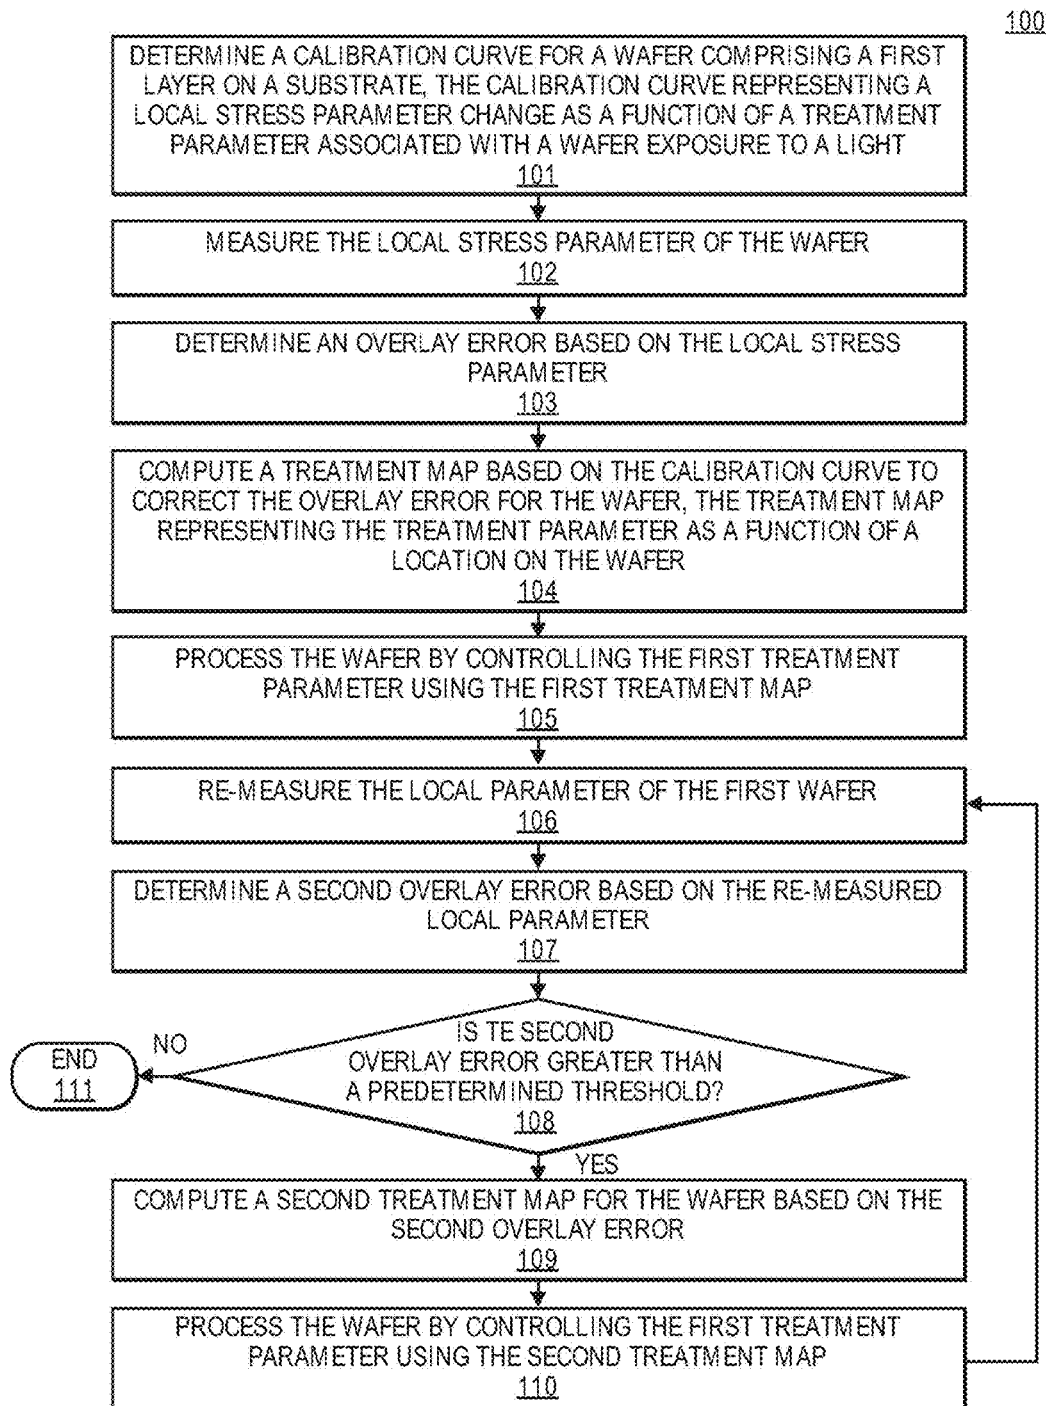 100
DETERMINE A CALIBRATION CURVE FOR A WAFER COMPRISING A FIRST
LAYER ON A SUBSTRATE, THE CALIBRATION CURVE REPRESENTING A
LOCAL STRESS PARAMETER CHANGE AS A FUNCTION OF A TREATMENT
PARAMETER ASSOCIATED WITH A WAFER EXPOSURE TO A LIGHT
101
MEASURE THE LOCAL STRESS PARAMETER OF THE WAFER
102
DETERMINE AN OVERLAY ERROR BASED ON THE LOCAL STRESS
PARAMETER
103
COMPUTE A TREATMENT MAP BASED ON THE CALIBRATION CURVE TO
CORRECT THE OVERLAY ERROR FOR THE WAFER, THE TREATMENT MAP
REPRESENTING THE TREATMENT PARAMETER AS A FUNCTION OF A
LOCATION ON THE WAFER
104
PROCESS THE WAFER BY CONTROLLING THE FIRST TREATMENT
PARAMETER USING THE FIRST TREATMENT MAP
105
RE-MEASURE THE LOCAL PARAMETER OF THE FIRST WAFER
106
DETERMINE A SECOND OVERLAY ERROR BASED ON THE RE-MEASURED
LOCAL PARAMETER
107
IS TE SECOND
OVERLAY ERROR GREATER THAN
A PREDETERMINED THRESHOLD?
108
NO
END
111
YES
COMPUTE A SECOND TREATMENT MAP FOR THE WAFER BASED ON THE
SECOND OVERLAY ERROR
109
PROCESS THE WAFER BY CONTROLLING THE FIRST TREATMENT
PARAMETER USING THE SECOND TREATMENT MAP
110